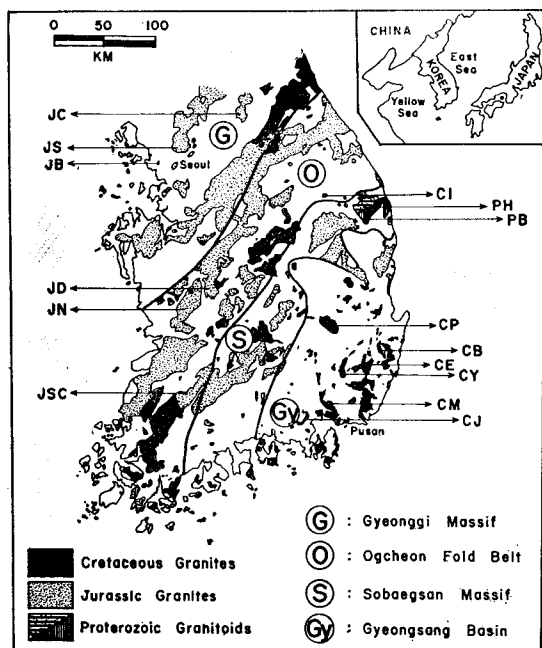 0 50 100
KM
CHINA
KOREA
East
Sea
JAPAN
Yellow
Sea
JC
G
JS
JB
Seoul
O
CI
PH
PB
JD
JN
S
CP
CB
CE
CY
JSC
CM
Gy
CJ
Pusan
G : Gyeonggi Massif
O : Ogcheon Fold Belt
S : Sobaegsan Massif
Gy : Gyeongsang Basin
Cretaceous Granites
Jurassic Granites
Proterozoic Granitoids